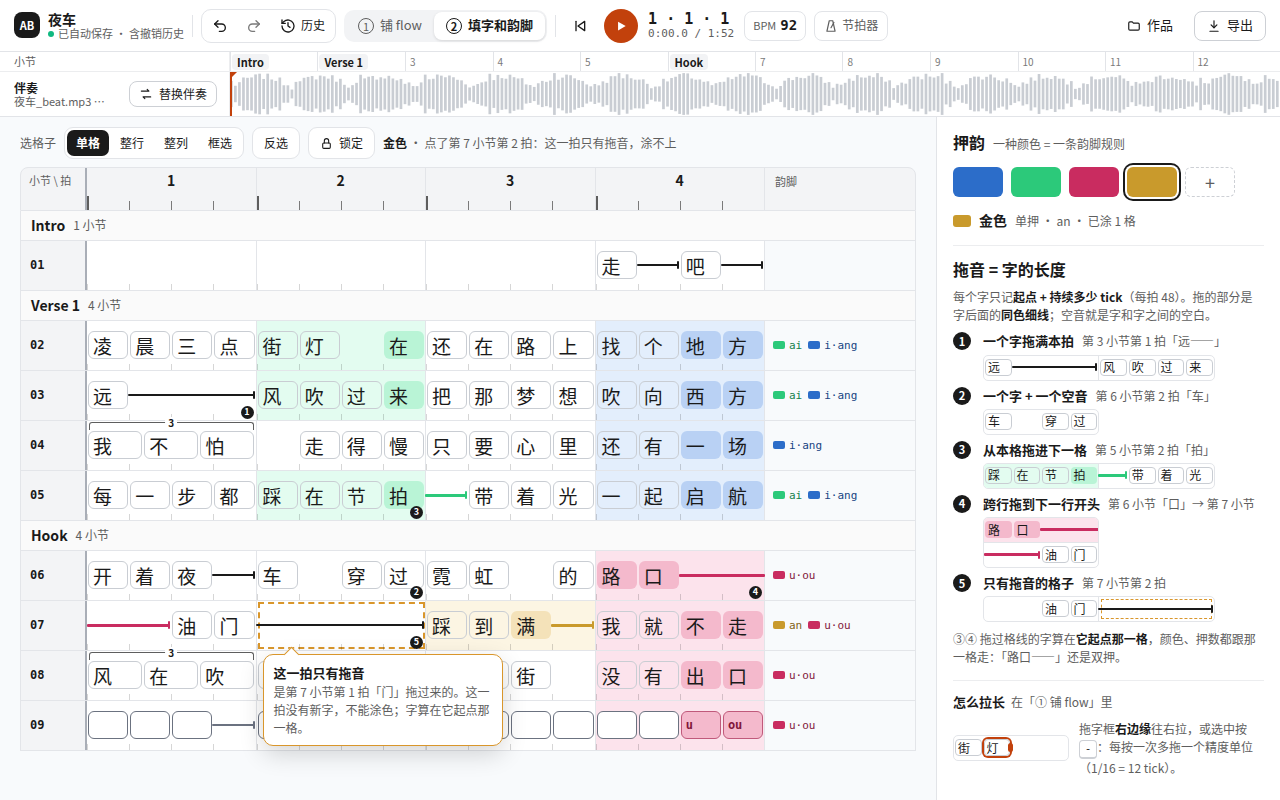 AB 夜车
已自动保存 · 含撤销历史
历史
① 铺 flow
② 填字和韵脚
1 · 1 · 1
0:00.0 / 1:52
BPM 92
节拍器
作品
导出
小节 Intro Verse 1 3 4 5 Hook 7 8 9 10 11 12
伴奏
夜车_beat.mp3 ···
替换伴奏
选格子 单格 整行 整列 框选 反选 锁定 金色 · 点了第 7 小节第 2 拍：这一拍只有拖音，涂不上
小节 \ 拍 1 2 3 4 韵脚
Intro 1 小节
01 走 吧
Verse 1 4 小节
02 凌 晨 三 点 街 灯 在 还 在 路 上 找 个 地 方 ai i·ang
03 远 风 吹 过 来 把 那 梦 想 吹 向 西 方 ai i·ang
1
3
04 我 不 怕 走 得 慢 只 要 心 里 还 有 一 场 i·ang
05 每 一 步 都 踩 在 节 拍 带 着 光 一 起 启 航 ai i·ang
3
Hook 4 小节
06 开 着 夜 车 穿 过 霓 虹 的 路 口 u·ou
2 4
07 油 门 踩 到 满 我 就 不 走 an u·ou
5
3
08 风 在 吹 街 没 有 出 口 u·ou
09 u ou u·ou
这一拍只有拖音
是第 7 小节第 1 拍「门」拖过来的。这一
拍没有新字，不能涂色；字算在它起点那
一格。
押韵 一种颜色 = 一条韵脚规则
+
金色 单押 · an · 已涂 1 格
拖音 = 字的长度
每个字只记起点 + 持续多少 tick（每拍 48）。拖的部分是
字后面的同色细线；空音就是字和字之间的空白。
1 一个字拖满本拍 第 3 小节第 1 拍「远——」
远 风 吹 过 来
2 一个字 + 一个空音 第 6 小节第 2 拍「车」
车 穿 过
3 从本格拖进下一格 第 5 小节第 2 拍「拍」
踩 在 节 拍 带 着 光
4 跨行拖到下一行开头 第 6 小节「口」→ 第 7 小节
路 口
油 门
5 只有拖音的格子 第 7 小节第 2 拍
油 门
③④ 拖过格线的字算在它起点那一格，颜色、押数都跟那
一格走：「路口——」还是双押。
怎么拉长 在「① 铺 flow」里
街 灯
拖字框右边缘往右拉，或选中按
- ：每按一次多拖一个精度单位
（1/16 = 12 tick）。